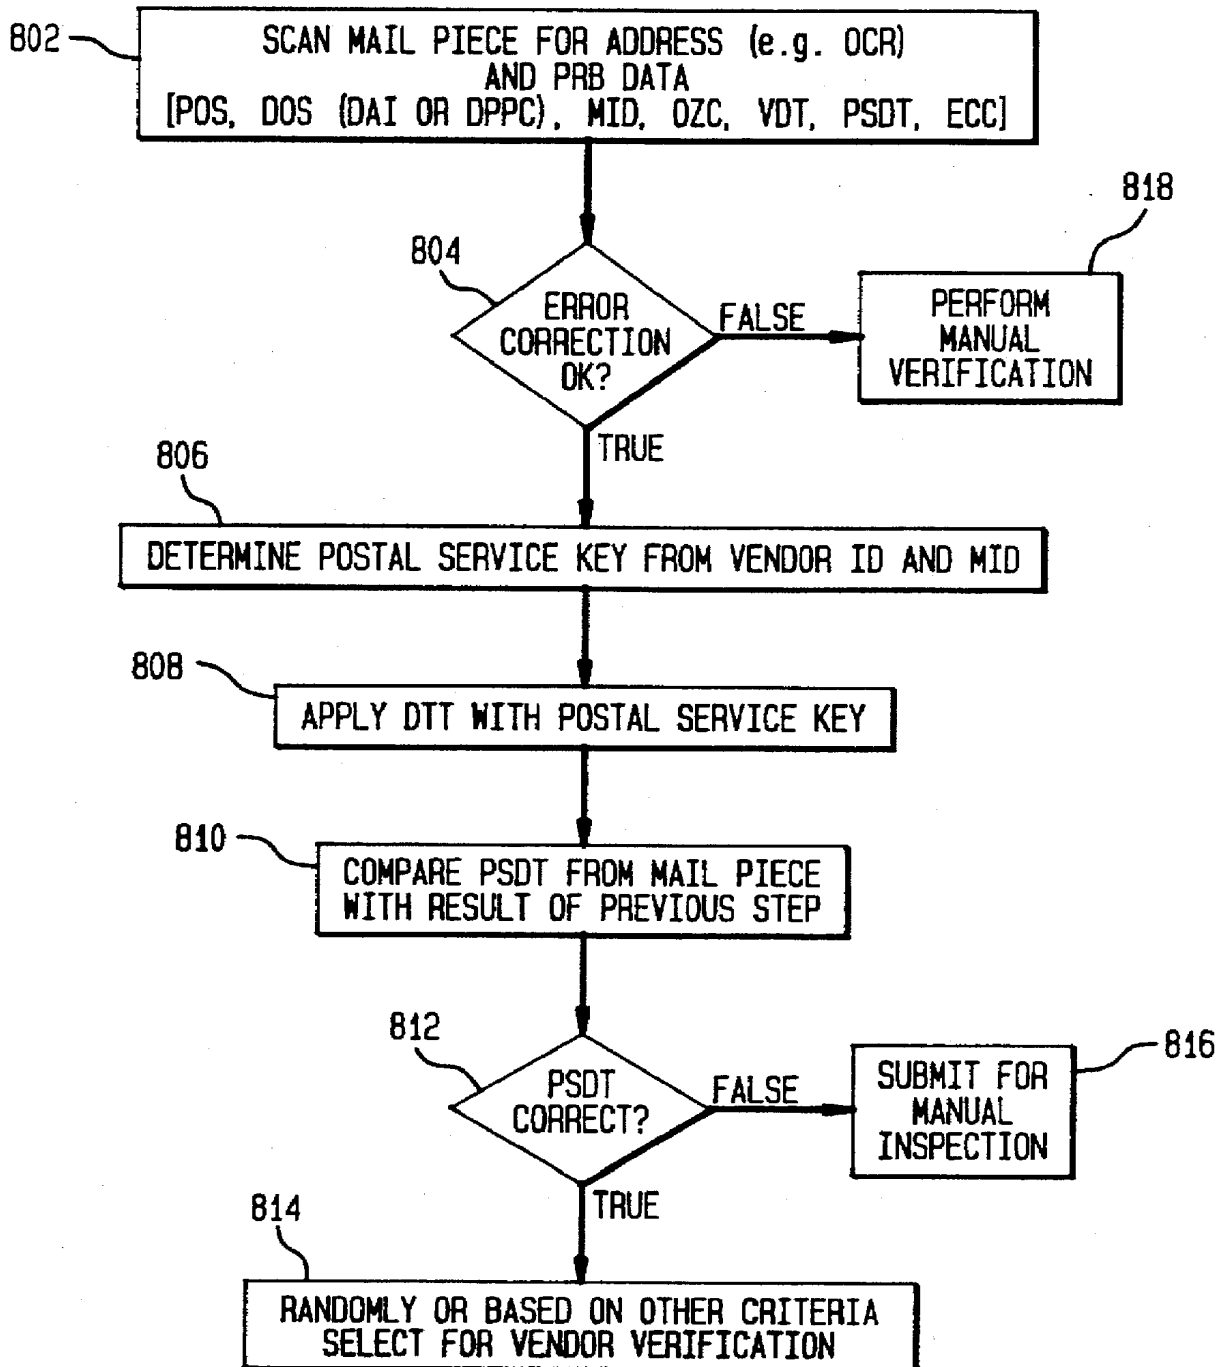 802
SCAN MAIL PIECE FOR ADDRESS (e.g. OCR)
AND PRB DATA
[POS, DOS (DAI OR DPPC), MID, OZC, VDT, PSDT, ECC]
818
804
ERROR
CORRECTION
OK?
FALSE
PERFORM
MANUAL
VERIFICATION
TRUE
806
DETERMINE POSTAL SERVICE KEY FROM VENDOR ID AND MID
808
APPLY DTT WITH POSTAL SERVICE KEY
810
COMPARE PSDT FROM MAIL PIECE
WITH RESULT OF PREVIOUS STEP
812
PSDT
CORRECT?
FALSE
816
SUBMIT FOR
MANUAL
INSPECTION
TRUE
814
RANDOMLY OR BASED ON OTHER CRITERIA
SELECT FOR VENDOR VERIFICATION